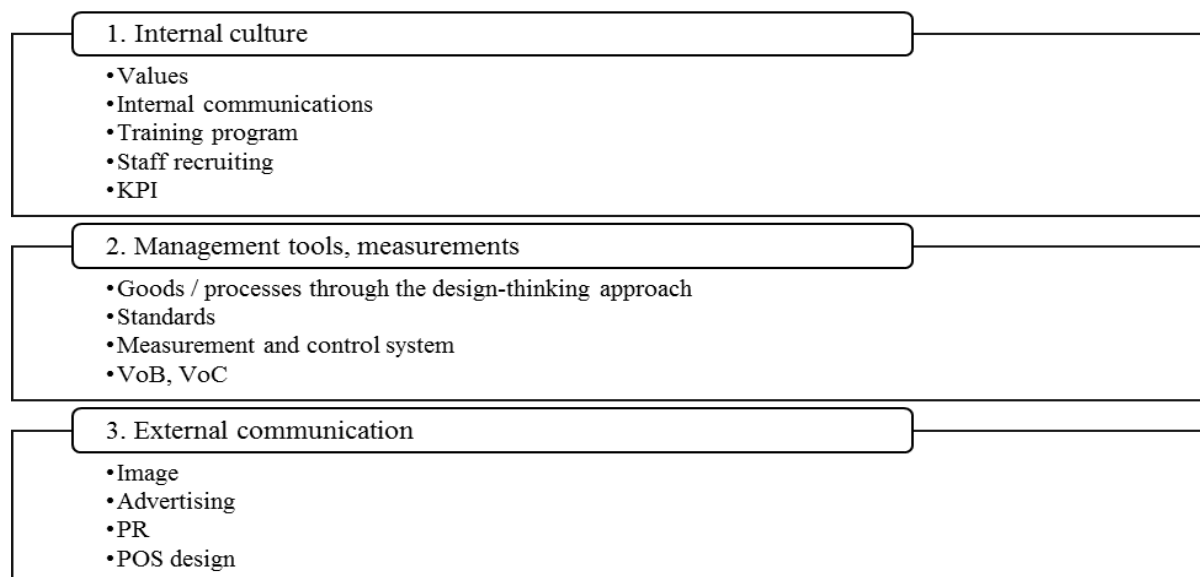 1. Internal culture
•Values
•Internal communications
•Training program
•Staff recruiting
•KPI
2. Management tools, measurements
•Goods / processes through the design-thinking approach
•Standards
•Measurement and control system
•VoB, VoC
3. External communication
•Image
•Advertising
•PR
•POS design